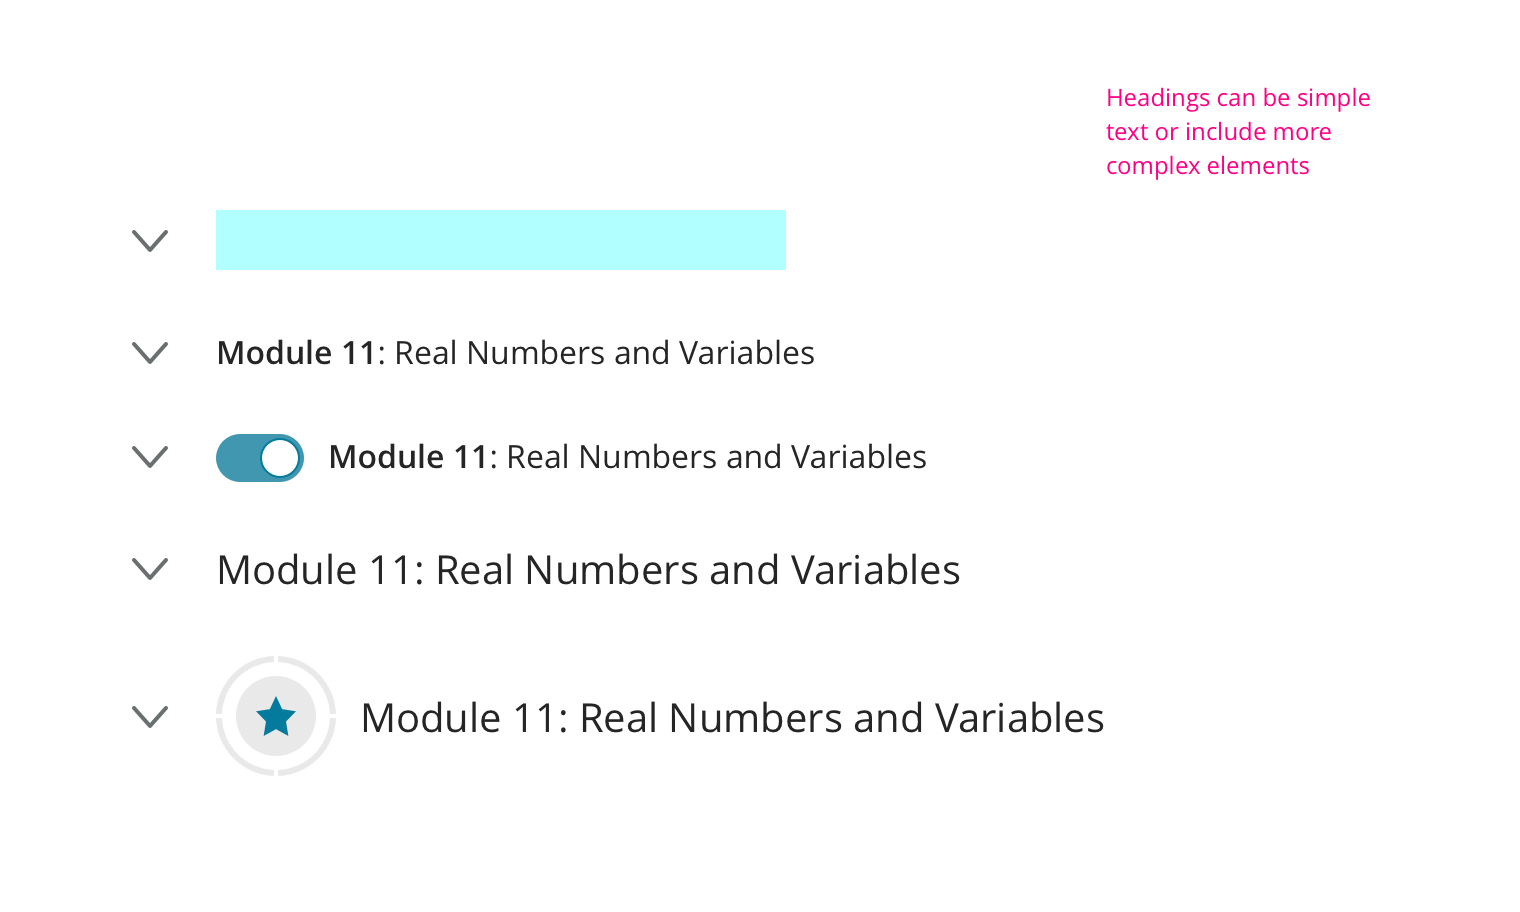 Headings can be simple
text or include more
complex elements
Module 11: Real Numbers and Variables
Module 11: Real Numbers and Variables
Module 11: Real Numbers and Variables
Module 11: Real Numbers and Variables